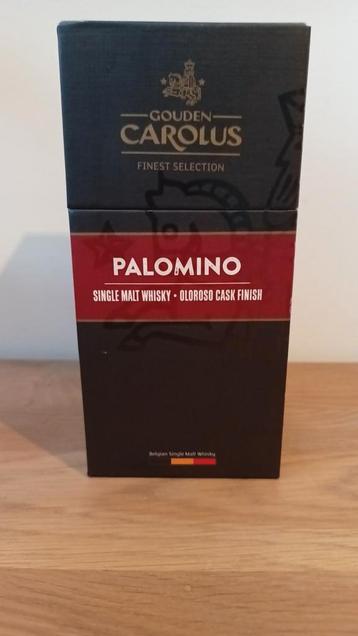 GOUDEN
CAROLUS
FINEST SELECTION
PALOMINO
SINGLE MALT WHISKY • OLOROSO CASK FINISH
Belgian Single Malt Whisky